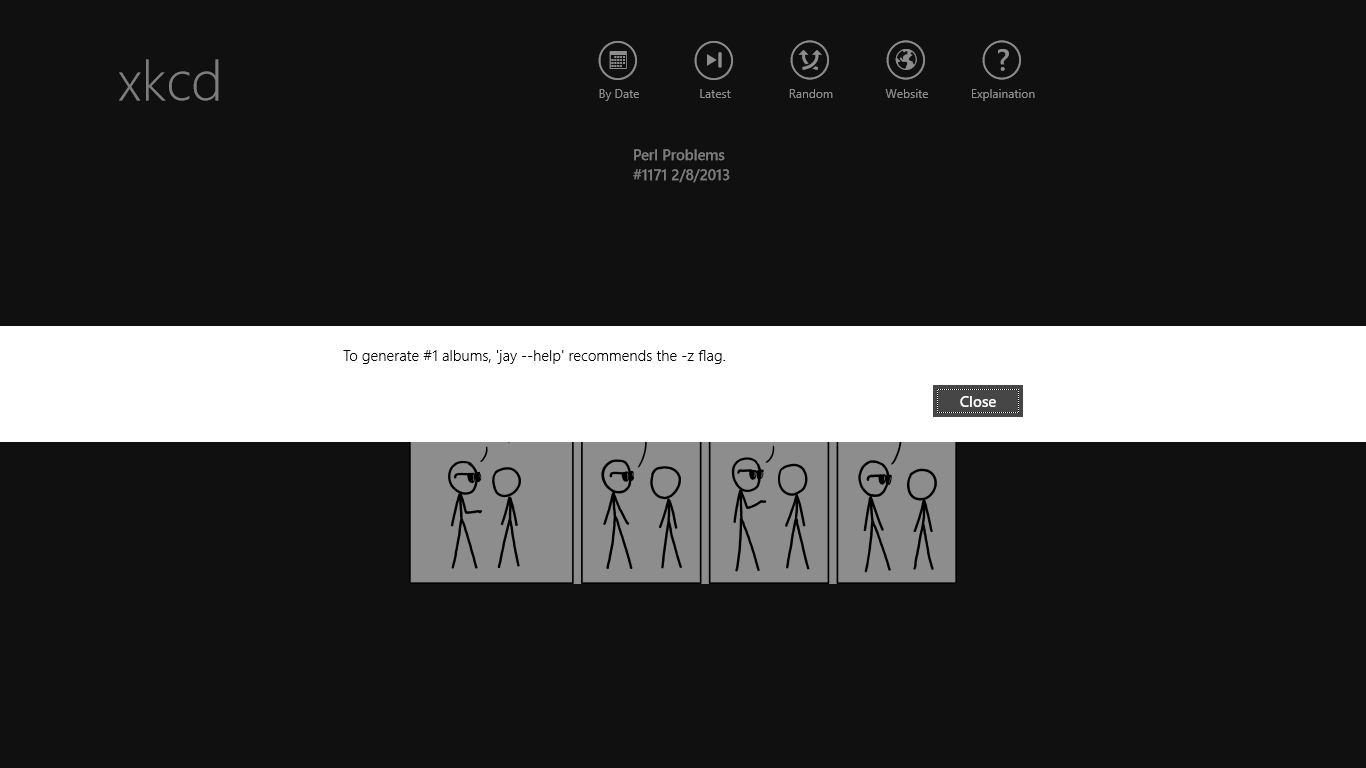 xkcd
By Date
Latest
Random
Website
Explaination
Perl Problems
#1171 2/8/2013
To generate #1 albums, 'jay --help' recommends the -z flag.
Close